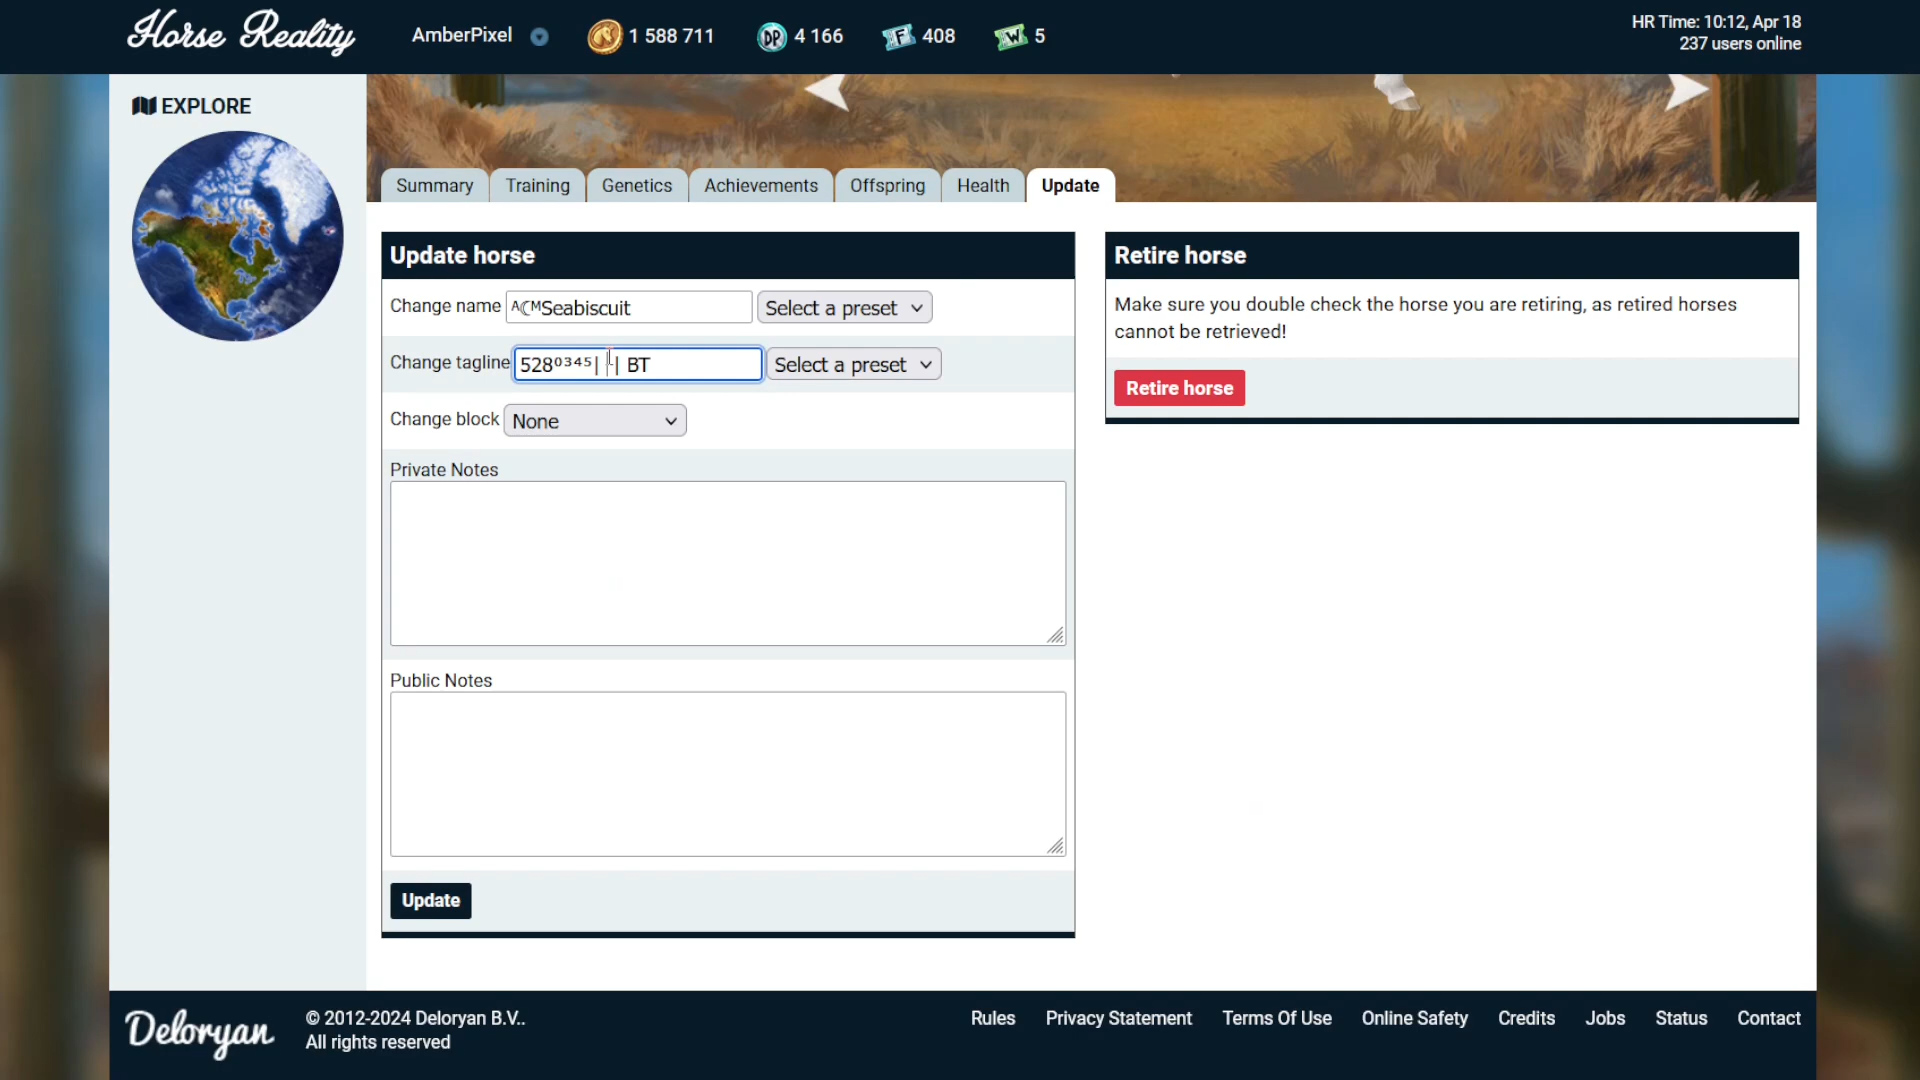 Horse Reality
AmberPixel
1 588 711
DP 4 166
F 408
W 5
HR Time: 10:12, Apr 18
237 users online
EXPLORE
Summary
Training
Genetics
Achievements
Offspring
Health
Update
Update horse
Change name ᴬ☾ᴹSeabiscuit Select a preset
Change tagline 528⁰³⁴⁵| | BT Select a preset
Change block None
Private Notes
Public Notes
Update
Retire horse
Make sure you double check the horse you are retiring, as retired horses
cannot be retrieved!
Retire horse
Deloryan
© 2012-2024 Deloryan B.V..
All rights reserved
Rules
Privacy Statement
Terms Of Use
Online Safety
Credits
Jobs
Status
Contact